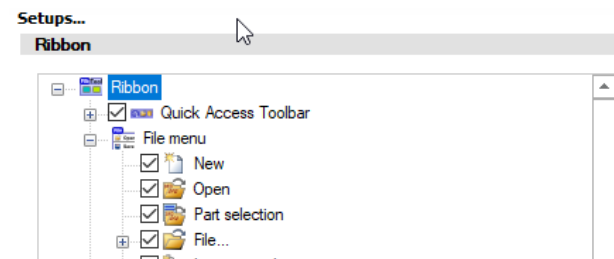 Setups...
Ribbon
Ribbon
Quick Access Toolbar
File menu
New
Open
Part selection
File...